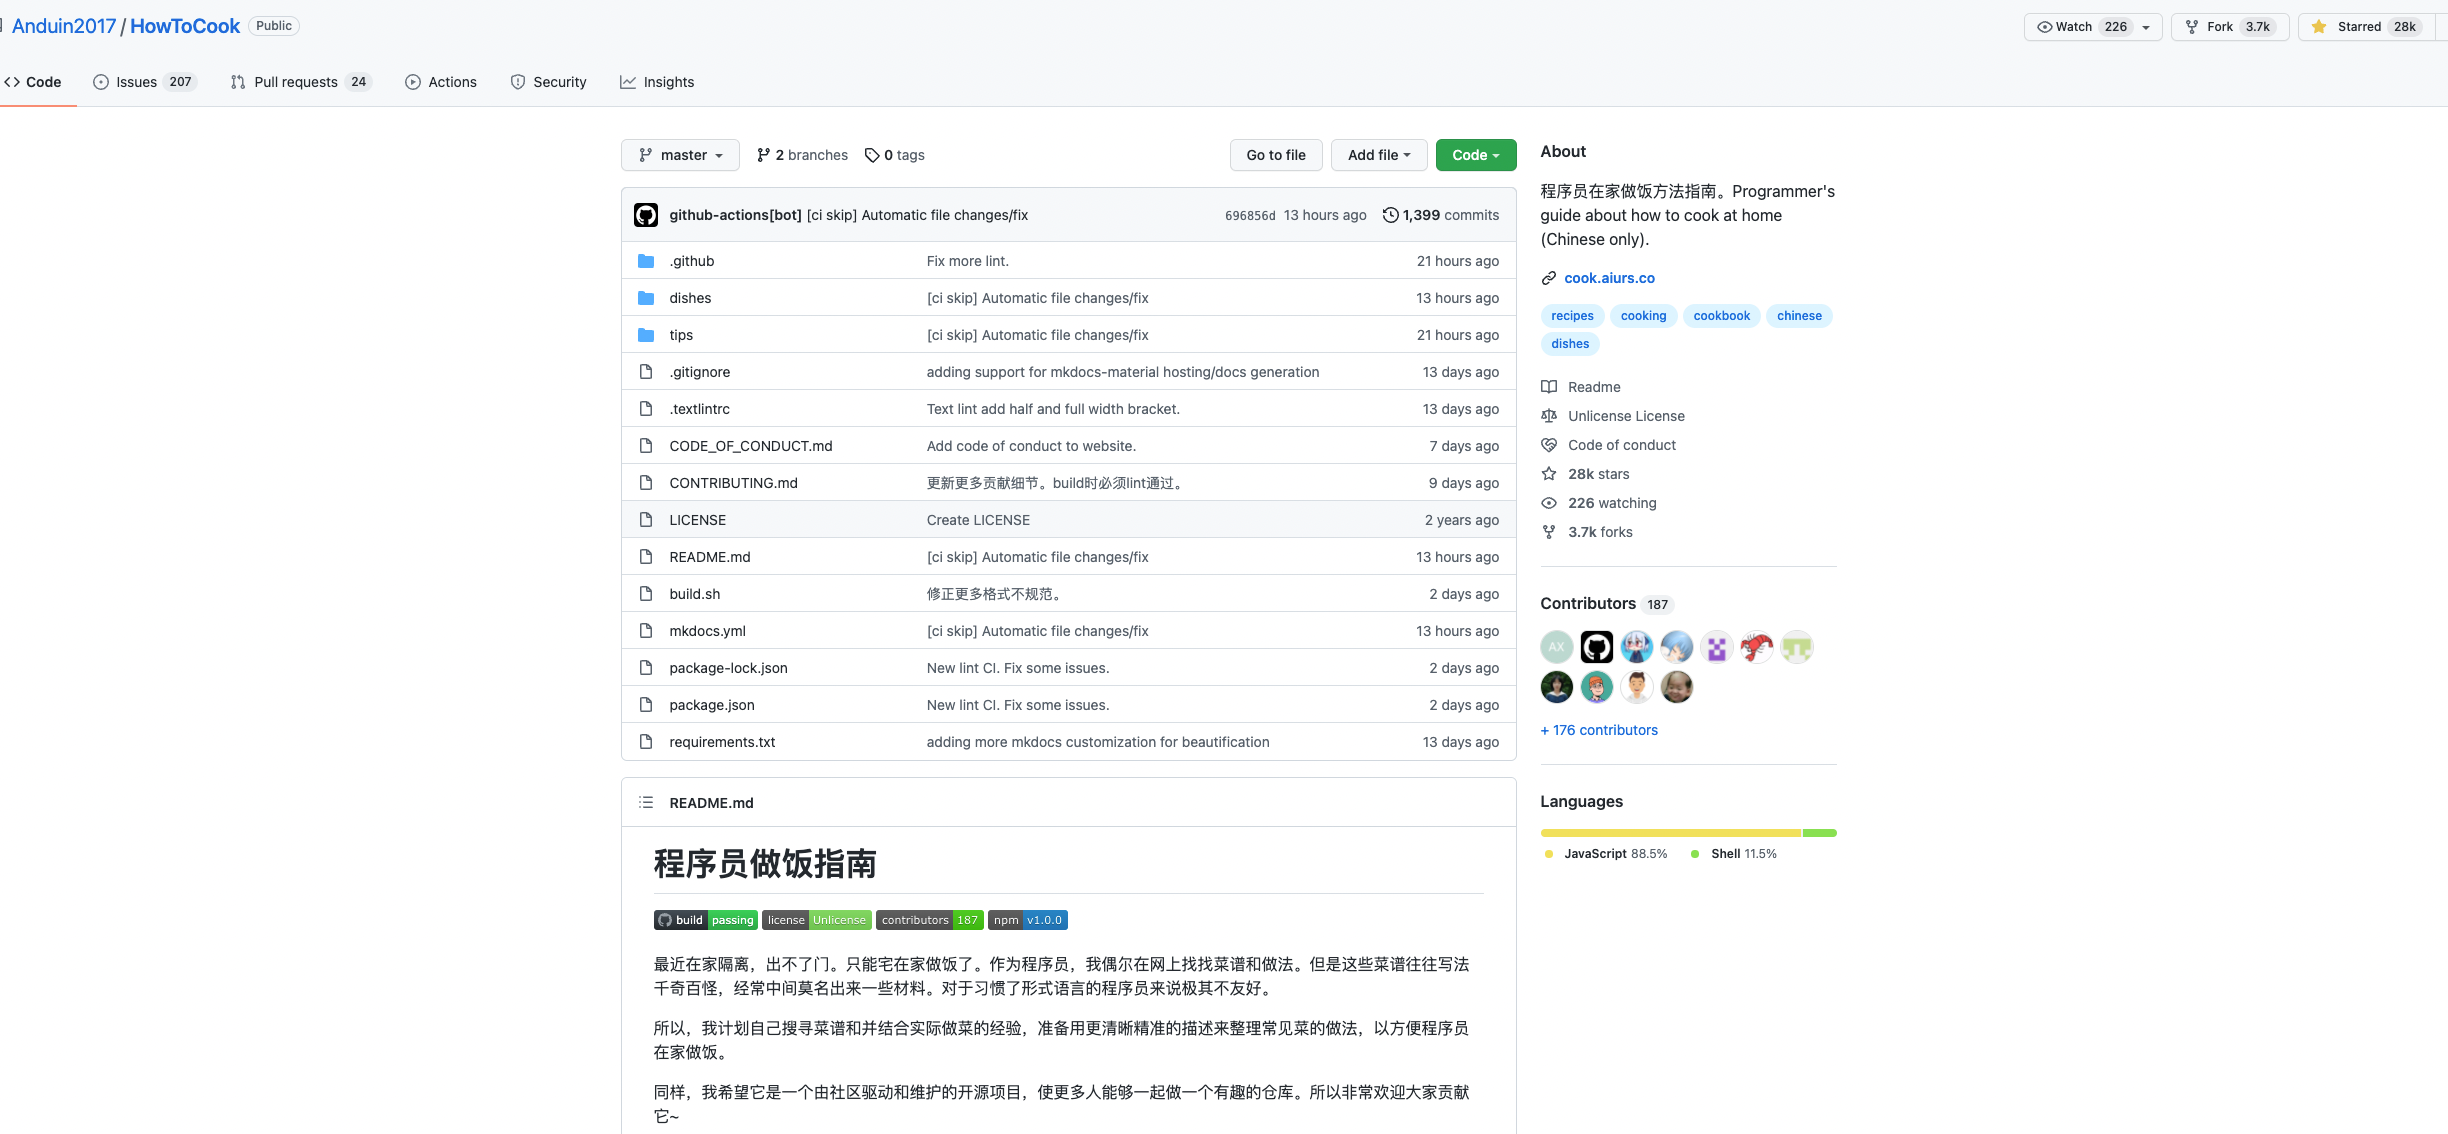 Anduin2017 / HowToCook Public
Watch 226 Fork 3.7k Starred 28k
Code Issues 207 Pull requests 24 Actions Security Insights
master 2 branches 0 tags Go to file Add file Code
github-actions[bot] [ci skip] Automatic file changes/fix 696856d 13 hours ago 1,399 commits
.github Fix more lint. 21 hours ago
dishes [ci skip] Automatic file changes/fix 13 hours ago
tips [ci skip] Automatic file changes/fix 21 hours ago
.gitignore adding support for mkdocs-material hosting/docs generation 13 days ago
.textlintrc Text lint add half and full width bracket. 13 days ago
CODE_OF_CONDUCT.md Add code of conduct to website. 7 days ago
CONTRIBUTING.md 更新更多贡献细节。build时必须lint通过。 9 days ago
LICENSE Create LICENSE 2 years ago
README.md [ci skip] Automatic file changes/fix 13 hours ago
build.sh 修正更多格式不规范。 2 days ago
mkdocs.yml [ci skip] Automatic file changes/fix 13 hours ago
package-lock.json New lint CI. Fix some issues. 2 days ago
package.json New lint CI. Fix some issues. 2 days ago
requirements.txt adding more mkdocs customization for beautification 13 days ago
README.md
程序员做饭指南
build passing license Unlicense contributors 187 npm v1.0.0
最近在家隔离，出不了门。只能宅在家做饭了。作为程序员，我偶尔在网上找找菜谱和做法。但是这些菜谱往往写法
千奇百怪，经常中间莫名出来一些材料。对于习惯了形式语言的程序员来说极其不友好。
所以，我计划自己搜寻菜谱和并结合实际做菜的经验，准备用更清晰精准的描述来整理常见菜的做法，以方便程序员
在家做饭。
同样，我希望它是一个由社区驱动和维护的开源项目，使更多人能够一起做一个有趣的仓库。所以非常欢迎大家贡献
它~
About
程序员在家做饭方法指南。Programmer's
guide about how to cook at home
(Chinese only).
cook.aiurs.co
recipes cooking cookbook chinese
dishes
Readme
Unlicense License
Code of conduct
28k stars
226 watching
3.7k forks
Contributors 187
AX
+ 176 contributors
Languages
JavaScript 88.5% Shell 11.5%